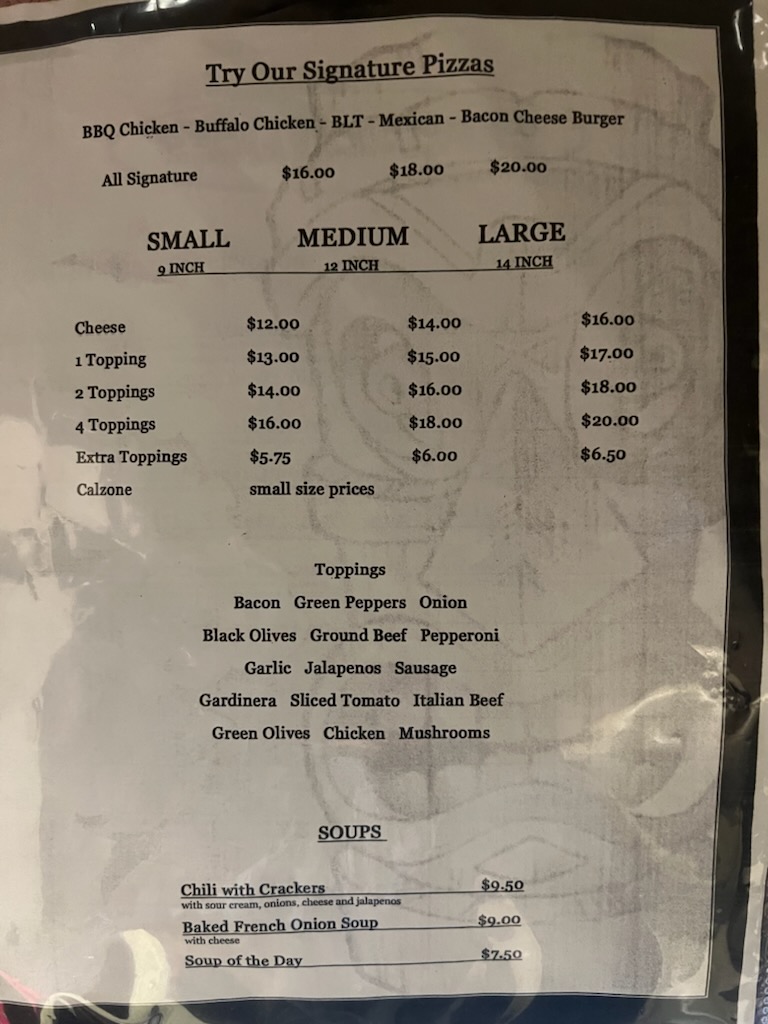 Try Our Signature Pizzas
BBQ Chicken - Buffalo Chicken - BLT - Mexican - Bacon Cheese Burger
All Signature $16.00 $18.00 $20.00
SMALL MEDIUM LARGE
9 INCH 12 INCH 14 INCH
Cheese $12.00 $14.00 $16.00
1 Topping $13.00 $15.00 $17.00
2 Toppings $14.00 $16.00 $18.00
4 Toppings $16.00 $18.00 $20.00
Extra Toppings $5.75 $6.00 $6.50
Calzone small size prices
Toppings
Bacon Green Peppers Onion
Black Olives Ground Beef Pepperoni
Garlic Jalapenos Sausage
Gardinera Sliced Tomato Italian Beef
Green Olives Chicken Mushrooms
SOUPS
Chili with Crackers $9.50
with sour cream, onions, cheese and jalapenos
Baked French Onion Soup $9.00
with cheese
Soup of the Day $7.50